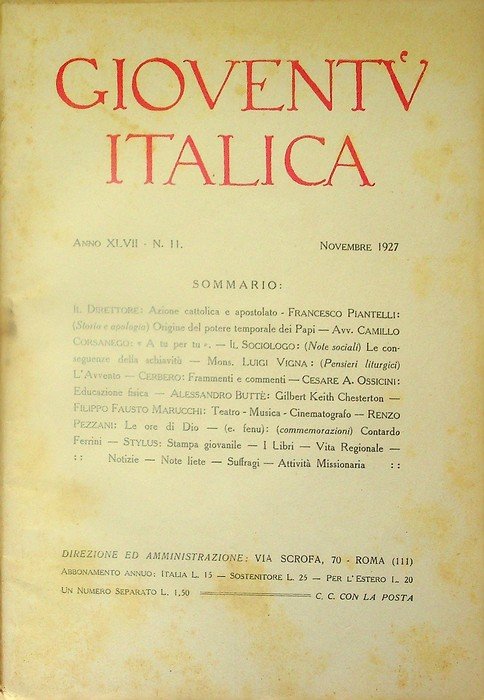 GIOVENTV̀
ITALICA
ANNO XLVII - N. 11.
NOVEMBRE 1927
SOMMARIO:
IL DIRETTORE: Azione cattolica e apostolato - FRANCESCO PIANTELLI:
(Storia e apologia) Origine del potere temporale dei Papi — Avv. CAMILLO
CORSANEGO: « A tu per tu ». — IL SOCIOLOGO: (Note sociali) Le con-
seguenze della schiavitù — Mons. LUIGI VIGNA: (Pensieri liturgici)
L'Avvento — CERBERO: Frammenti e commenti — CESARE A. OSSICINI:
Educazione fisica — ALESSANDRO BUTTÈ: Gilbert Keith Chesterton —
FILIPPO FAUSTO MARUCCHI: Teatro - Musica - Cinematografo — RENZO
PEZZANI: Le ore di Dio — (e. fenu): (commemorazioni) Contardo
Ferrini — STYLUS: Stampa giovanile — I Libri — Vita Regionale —
: : Notizie — Note liete — Suffragi — Attività Missionaria : :
DIREZIONE ED AMMINISTRAZIONE: VIA SCROFA, 70 - ROMA (111)
ABBONAMENTO ANNUO: ITALIA L. 15 — SOSTENITORE L. 25 — PER L'ESTERO L. 20
UN NUMERO SEPARATO L. 1,50
C. C. CON LA POSTA